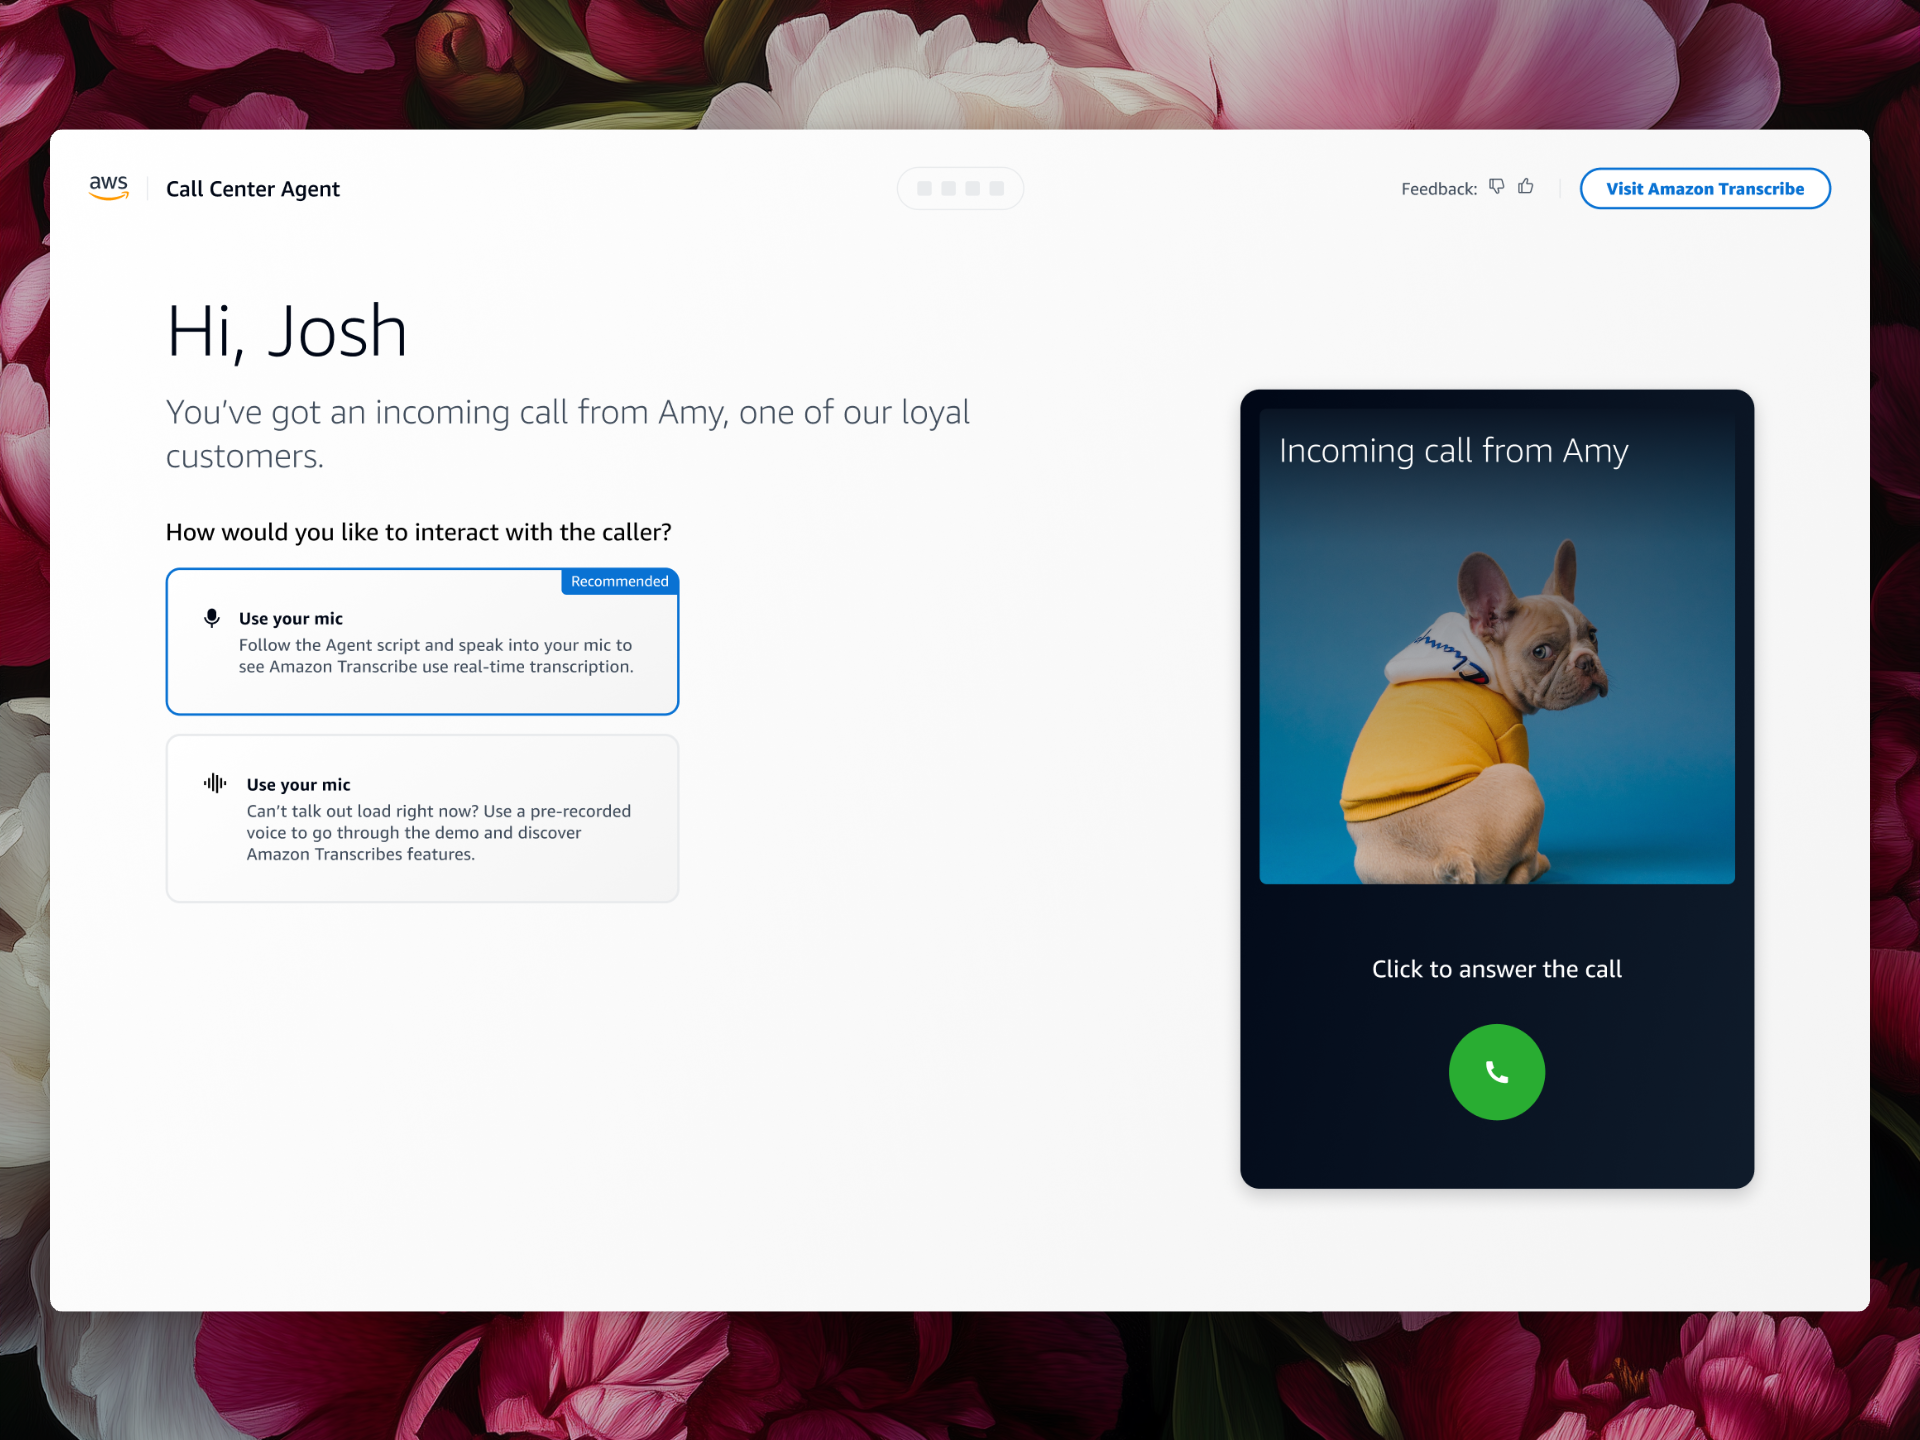 aws
Call Center Agent
Feedback:
Visit Amazon Transcribe
Hi, Josh
You've got an incoming call from Amy, one of our loyal
customers.
How would you like to interact with the caller?
Recommended
Use your mic
Follow the Agent script and speak into your mic to
see Amazon Transcribe use real-time transcription.
Use your mic
Can't talk out load right now? Use a pre-recorded
voice to go through the demo and discover
Amazon Transcribes features.
Incoming call from Amy
Champ
Click to answer the call